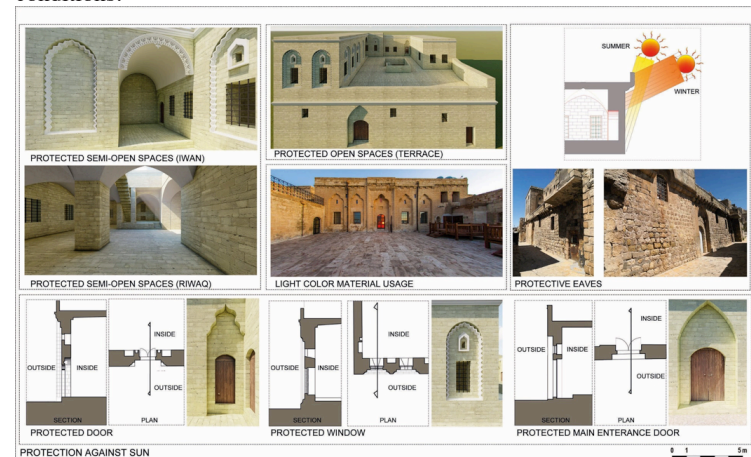 SUMMER
WINTER
PROTECTED SEMI-OPEN SPACES (IWAN)
PROTECTED OPEN SPACES (TERRACE)
PROTECTED SEMI-OPEN SPACES (RIWAQ)
LIGHT COLOR MATERIAL USAGE
PROTECTIVE EAVES
OUTSIDE
INSIDE
SECTION
INSIDE
OUTSIDE
PLAN
PROTECTED DOOR
OUTSIDE
INSIDE
SECTION
INSIDE
OUTSIDE
PLAN
PROTECTED WINDOW
OUTSIDE
INSIDE
SECTION
INSIDE
OUTSIDE
PLAN
PROTECTED MAIN ENTERANCE DOOR
PROTECTION AGAINST SUN
0 1 5m